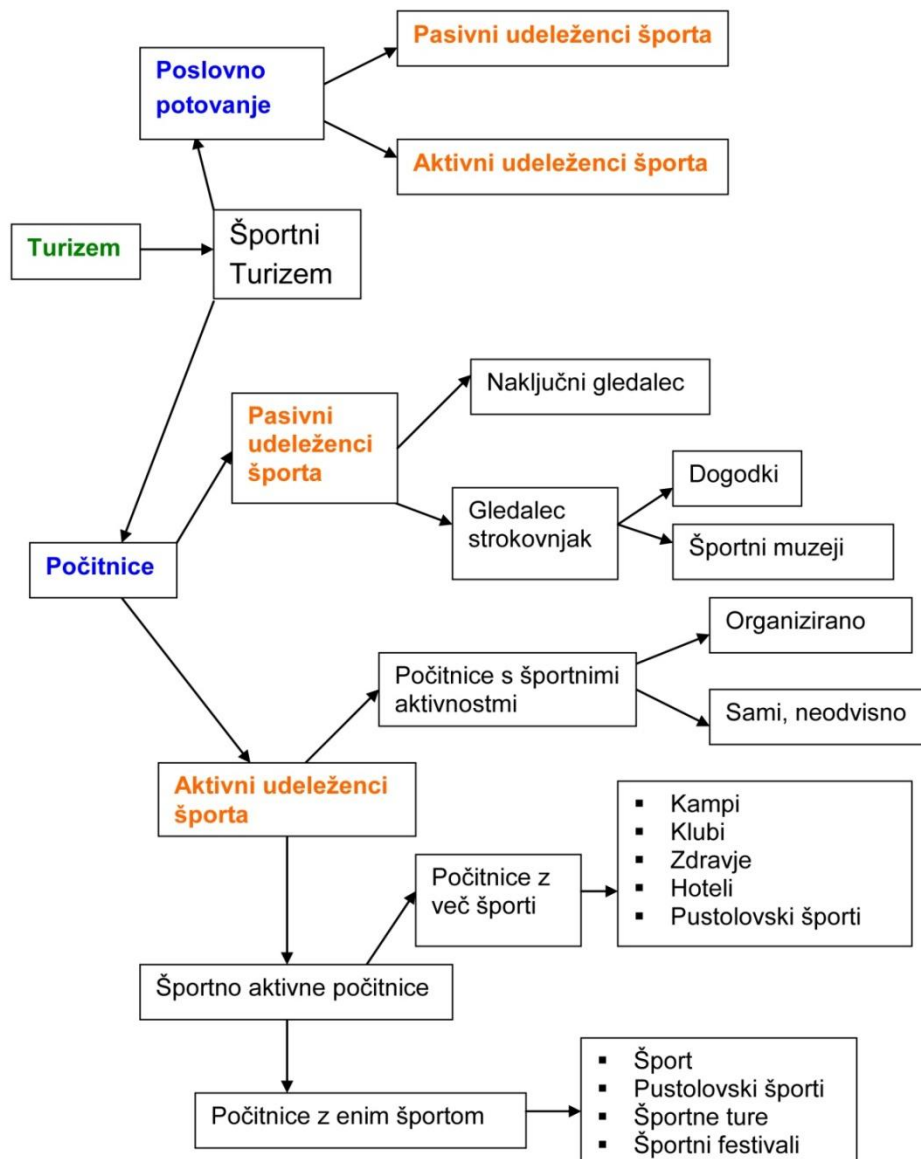 Pasivni udeleženci športa
Poslovno
potovanje
Aktivni udeleženci športa
Turizem
Športni
Turizem
Naključni gledalec
Pasivni
udeleženci
športa
Dogodki
Gledalec
strokovnjak
Športni muzeji
Počitnice
Organizirano
Počitnice s športnimi
aktivnostmi
Sami, neodvisno
Aktivni udeleženci
športa
▪ Kampi
▪ Klubi
▪ Zdravje
▪ Hoteli
▪ Pustolovski športi
Počitnice z
več športi
Športno aktivne počitnice
▪ Šport
▪ Pustolovski športi
▪ Športne ture
▪ Športni festivali
Počitnice z enim športom